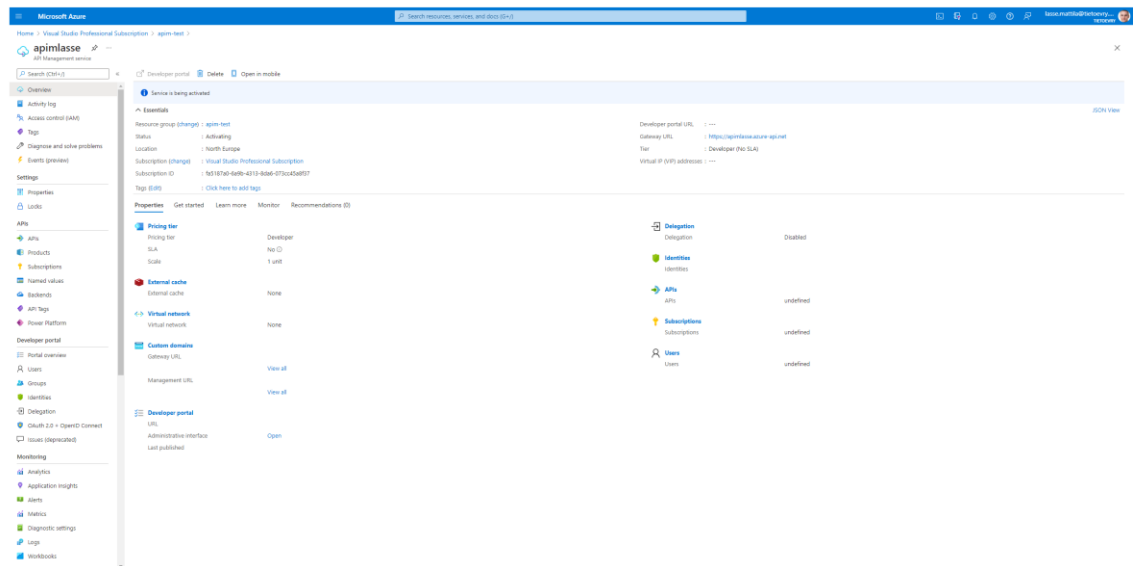 Microsoft Azure
Search resources, services, and docs (G+/)
lasse.mattila@tietoevry....
TIETOEVRY
Home > Visual Studio Professional Subscription > apim-test >
apimlasse
API Management service
Search (Ctrl+/)
Developer portal Delete Open in mobile
Service is being activated
Overview
Activity log
Access control (IAM)
Tags
Diagnose and solve problems
Events (preview)
Settings
Properties
Locks
APIs
APIs
Products
Subscriptions
Named values
Backends
API Tags
Power Platform
Developer portal
Portal overview
Users
Groups
Identities
Delegation
OAuth 2.0 + OpenID Connect
Issues (deprecated)
Monitoring
Analytics
Application Insights
Alerts
Metrics
Diagnostic settings
Logs
Workbooks
Essentials
JSON View
Resource group (change) : apim-test
Status : Activating
Location : North Europe
Subscription (change) : Visual Studio Professional Subscription
Subscription ID
Tags (Edit) : Click here to add tags
Developer portal URL : ---
Gateway URL : https://apimlasse.azure-api.net
Tier : Developer (No SLA)
Virtual IP (VIP) addresses : ---
Properties Get started Learn more Monitor Recommendations (0)
Pricing tier
Pricing tier Developer
SLA No
Scale 1 unit
External cache
External cache None
Virtual network
Virtual network None
Custom domains
Gateway URL
View all
Management URL
View all
Developer portal
URL
Administrative interface Open
Last published
Delegation
Delegation Disabled
Identities
Identities
APIs
APIs undefined
Subscriptions
Subscriptions undefined
Users
Users undefined